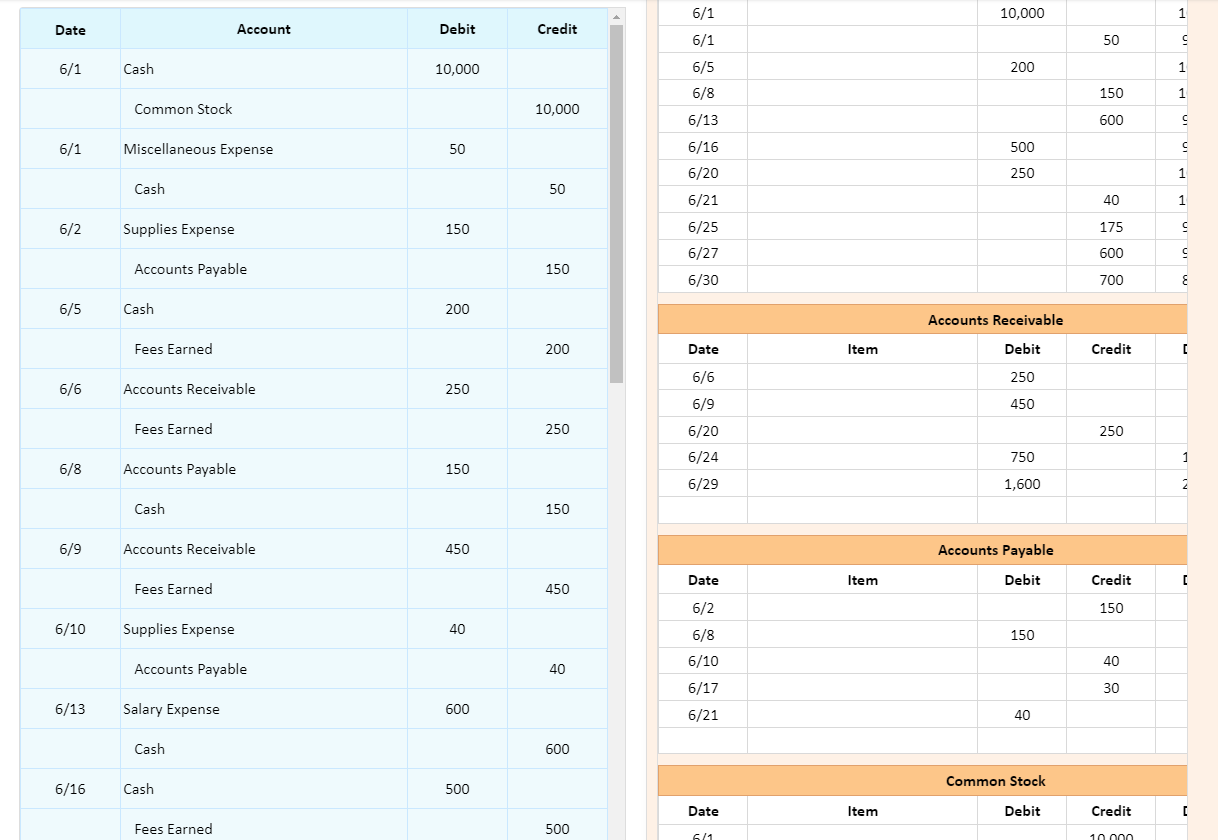 Date Account Debit Credit
6/1 Cash 10,000
Common Stock 10,000
6/1 Miscellaneous Expense 50
Cash 50
6/2 Supplies Expense 150
Accounts Payable 150
6/5 Cash 200
Fees Earned 200
6/6 Accounts Receivable 250
Fees Earned 250
6/8 Accounts Payable 150
Cash 150
6/9 Accounts Receivable 450
Fees Earned 450
6/10 Supplies Expense 40
Accounts Payable 40
6/13 Salary Expense 600
Cash 600
6/16 Cash 500
Fees Earned 500
6/1 10,000
6/1 50
6/5 200
6/8 150
6/13 600
6/16 500
6/20 250
6/21 40
6/25 175
6/27 600
6/30 700
Accounts Receivable
Date Item Debit Credit
6/6 250
6/9 450
6/20 250
6/24 750
6/29 1,600
Accounts Payable
Date Item Debit Credit
6/2 150
6/8 150
6/10 40
6/17 30
6/21 40
Common Stock
Date Item Debit Credit
6/1 10,000